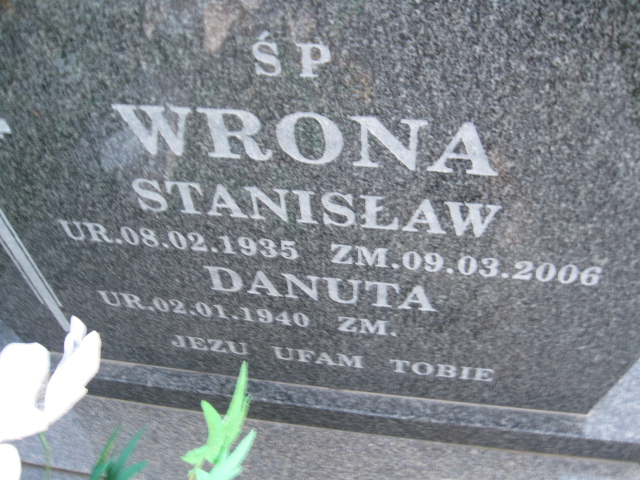 ŚP
WRONA
STANISŁAW
UR.08.02.1935 ZM.09.03.2006
DANUTA
UR.02.01.1940 ZM.
JEZU UFAM TOBIE